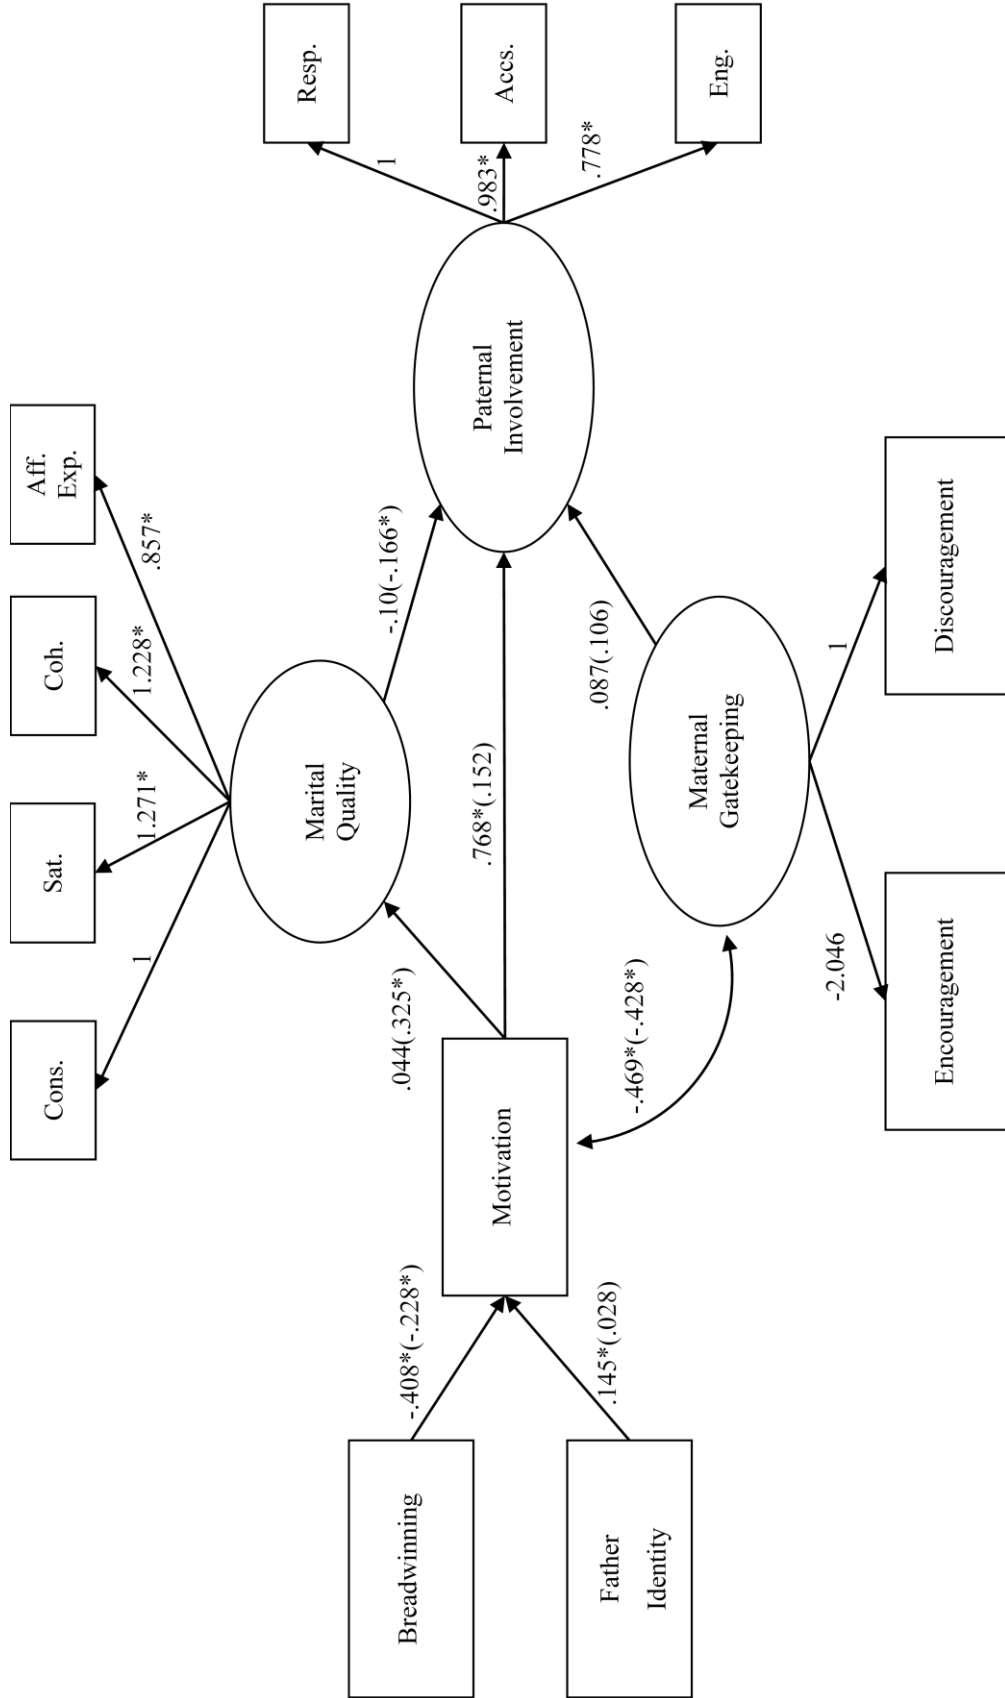 Cons.
Sat.
Coh.
Aff.
Exp.
1
1.271*
1.228*
.857*
Marital
Quality
.044(.325*)
-.10(-.166*)
Breadwinning
-.408*(-.228*)
Father
Identity
.145*(.028)
Motivation
.768*(.152)
Paternal
Involvement
1
.983*
.778*
Resp.
Accs.
Eng.
-.469*(-.428*)
.087(.106)
Maternal
Gatekeeping
-2.046
1
Encouragement
Discouragement